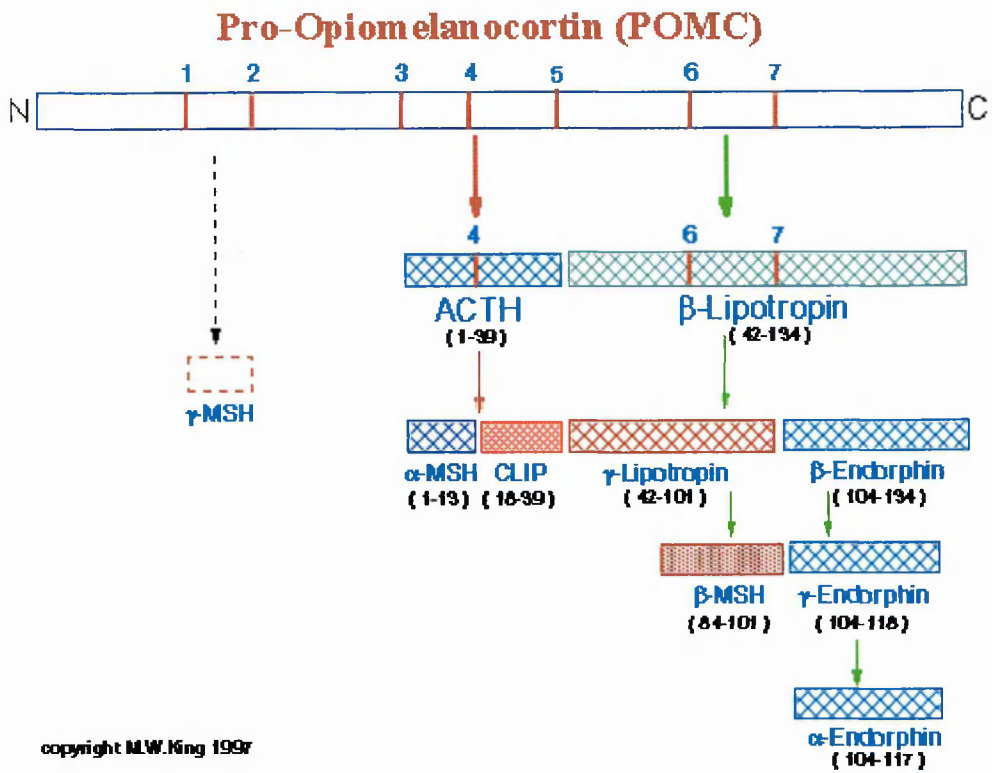 Pro-Opiomelanocortin (POMC)
1 2 3 4 5 6 7
N C
4 6 7
ACTH β-Lipotropin
(1-39) (42-134)
γ-MSH
α-MSH CLIP γ-Lipotropin β-Endorphin
(1-13) (18-39) (42-101) (104-134)
β-MSH γ-Endorphin
(84-101) (104-118)
α-Endorphin
(104-117)
copyright M.W.King 1997